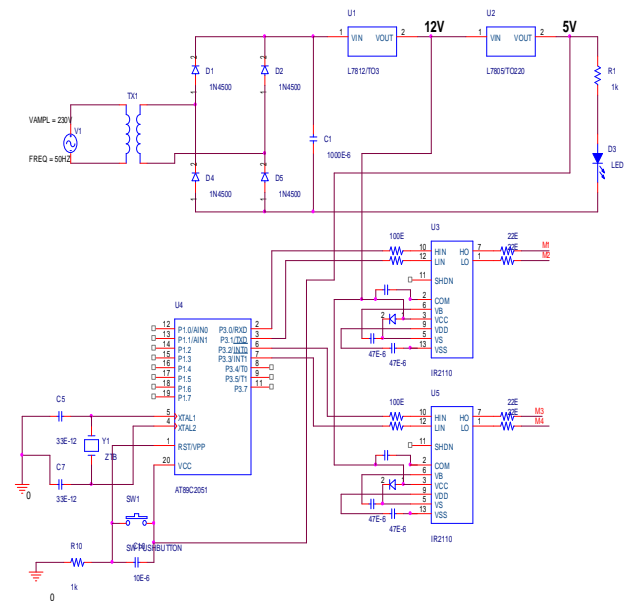 U1
12V
U2
5V
VIN VOUT
1 2
L7812/TO3
VIN VOUT
1 2
L7805/TO220
D1
1N4500
D2
1N4500
TX1
VAMPL = 230V
V1
FREQ = 50HZ
C1
1000E-6
R1
1k
D3
LED
D4
1N4500
D5
1N4500
U3
100E
22E
10 HIN HO 7
12 LIN LO 1
M1
M2
11 SHDN
2 COM
6 VB
3 VCC
9 VDD
5 VS
13 VSS
2 1
47E-6
47E-6
IR2110
U4
12 P1.0/AIN0 P3.0/RXD 2
13 P1.1/AIN1 P3.1/TXD 3
14 P1.2 P3.2/INT0 6
15 P1.3 P3.3/INT1 7
16 P1.4 P3.4/T0 8
17 P1.5 P3.5/T1 9
18 P1.6 P3.7 11
19 P1.7
5 XTAL1
4 XTAL2
1 RST/VPP
20 VCC
AT89C2051
C5
33E-12
Y1
ZTB
C7
33E-12
0
SW1
SW PUSHBUTTON
10E-6
R10
1k
0
U5
100E
22E
10 HIN HO 7
12 LIN LO 1
M3
M4
11 SHDN
2 COM
6 VB
3 VCC
9 VDD
5 VS
13 VSS
2 1
47E-6
47E-6
IR2110